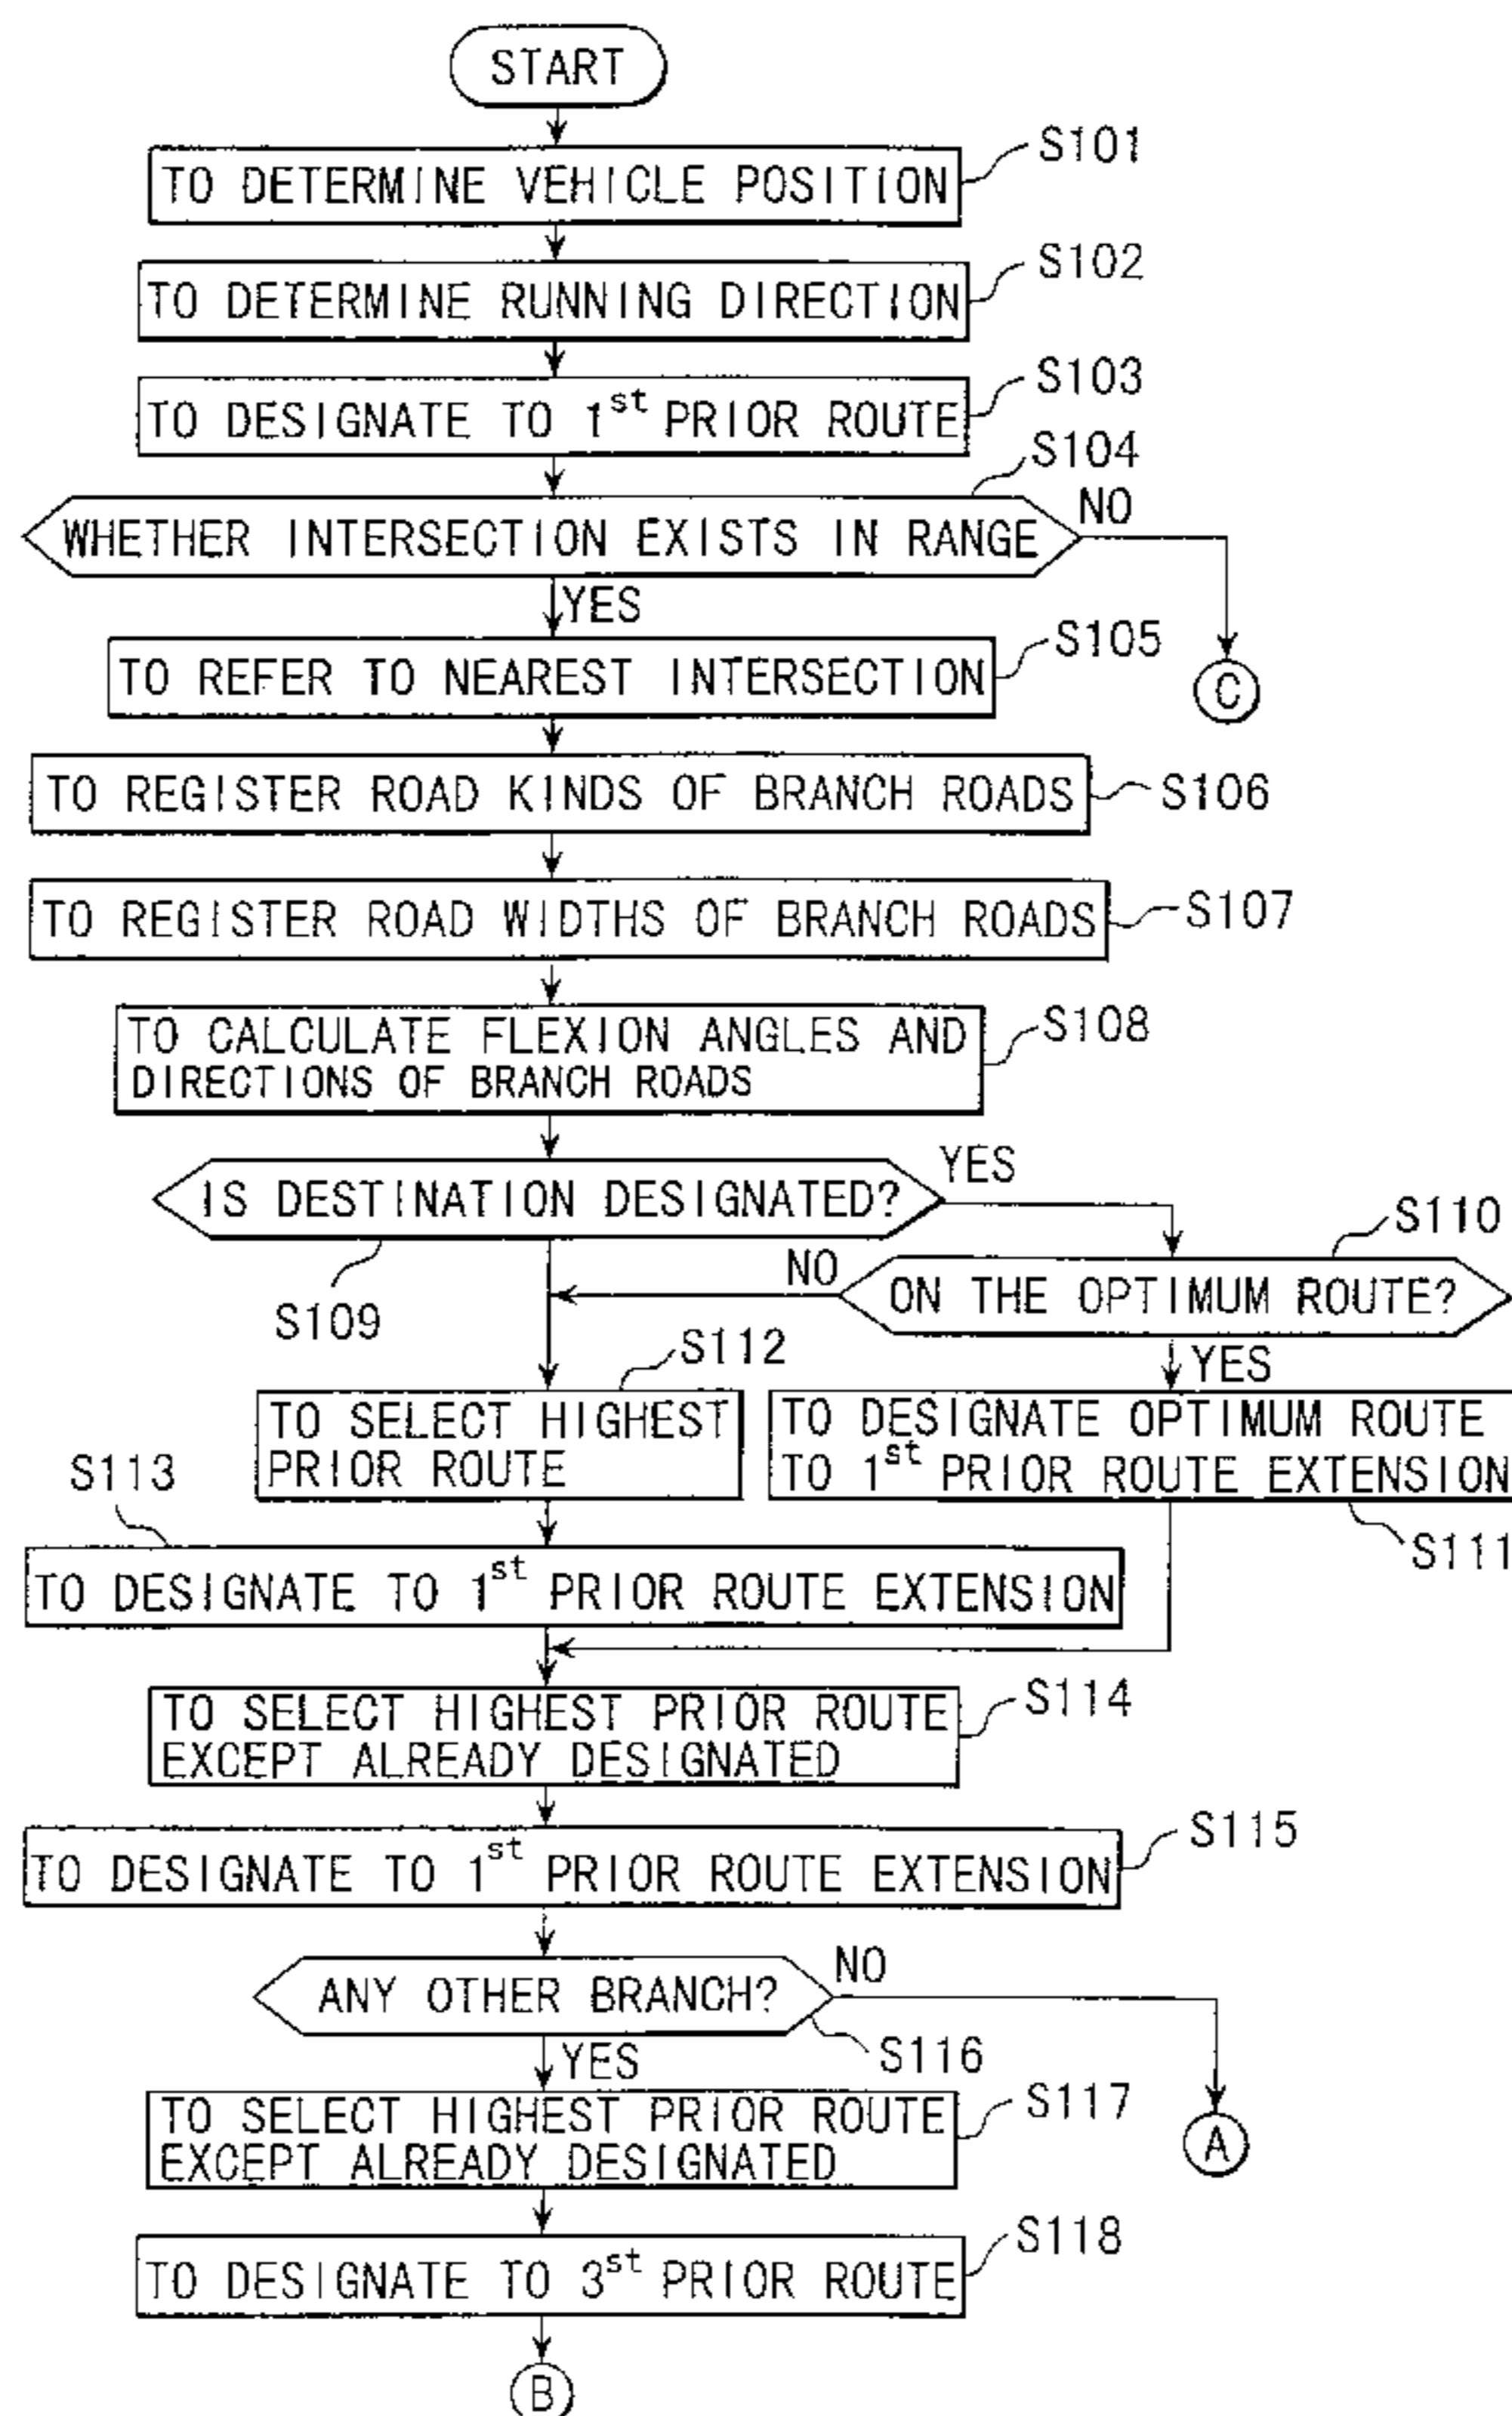 START
S101
TO DETERMINE VEHICLE POSITION
S102
TO DETERMINE RUNNING DIRECTION
S103
TO DESIGNATE TO 1st PRIOR ROUTE
S104
WHETHER INTERSECTION EXISTS IN RANGE
NO
YES
S105
TO REFER TO NEAREST INTERSECTION
C
TO REGISTER ROAD KINDS OF BRANCH ROADS
S106
TO REGISTER ROAD WIDTHS OF BRANCH ROADS
S107
TO CALCULATE FLEXION ANGLES AND
DIRECTIONS OF BRANCH ROADS
S108
IS DESTINATION DESIGNATED?
YES
S109
S110
NO
ON THE OPTIMUM ROUTE?
YES
S112
TO SELECT HIGHEST
PRIOR ROUTE
TO DESIGNATE OPTIMUM ROUTE
TO 1st PRIOR ROUTE EXTENSION
S111
S113
TO DESIGNATE TO 1st PRIOR ROUTE EXTENSION
S114
TO SELECT HIGHEST PRIOR ROUTE
EXCEPT ALREADY DESIGNATED
S115
TO DESIGNATE TO 1st PRIOR ROUTE EXTENSION
ANY OTHER BRANCH?
NO
S116
YES
S117
TO SELECT HIGHEST PRIOR ROUTE
EXCEPT ALREADY DESIGNATED
A
S118
TO DESIGNATE TO 3st PRIOR ROUTE
B